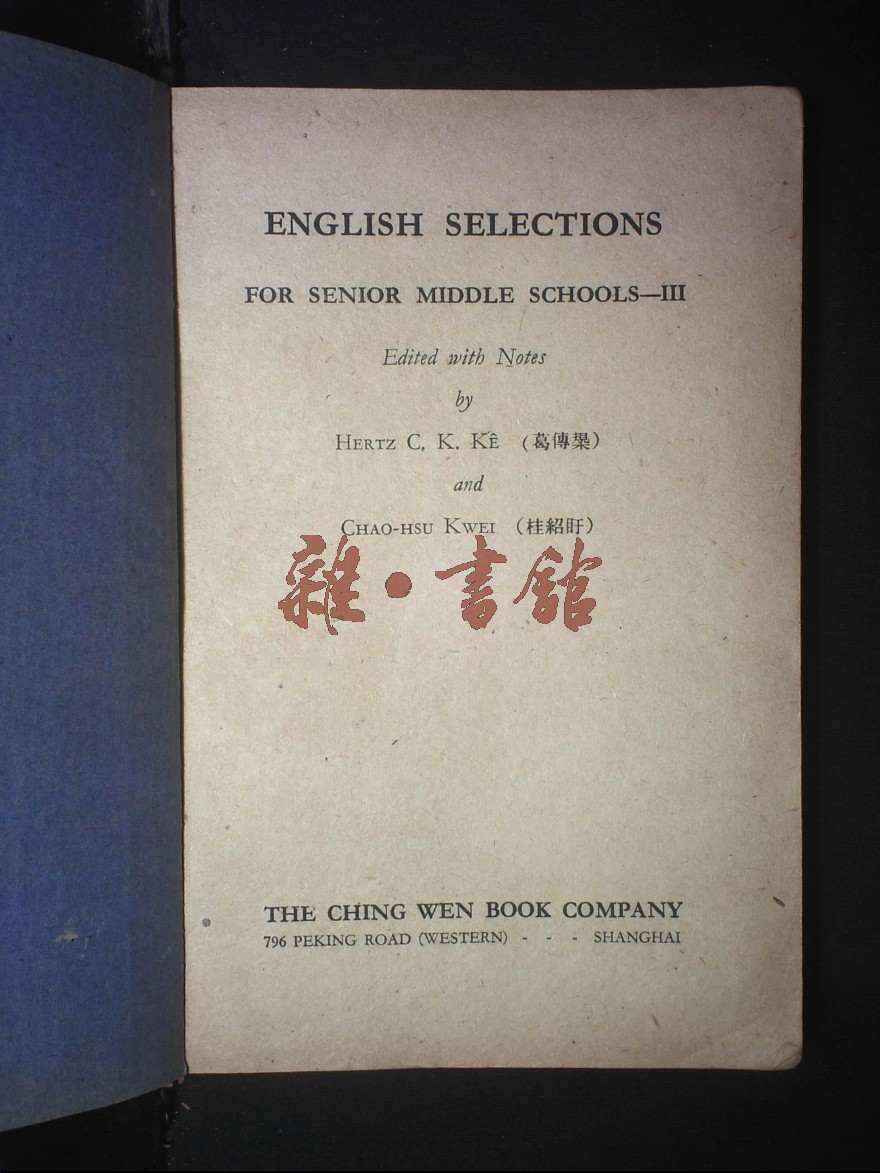 ENGLISH SELECTIONS
FOR SENIOR MIDDLE SCHOOLS—III
Edited with Notes
by
HERTZ C. K. KÊ (葛傳槼)
and
CHAO-HSU KWEI (桂紹盱)
雜•書館
THE CHING WEN BOOK COMPANY
796 PEKING ROAD (WESTERN) - - - SHANGHAI